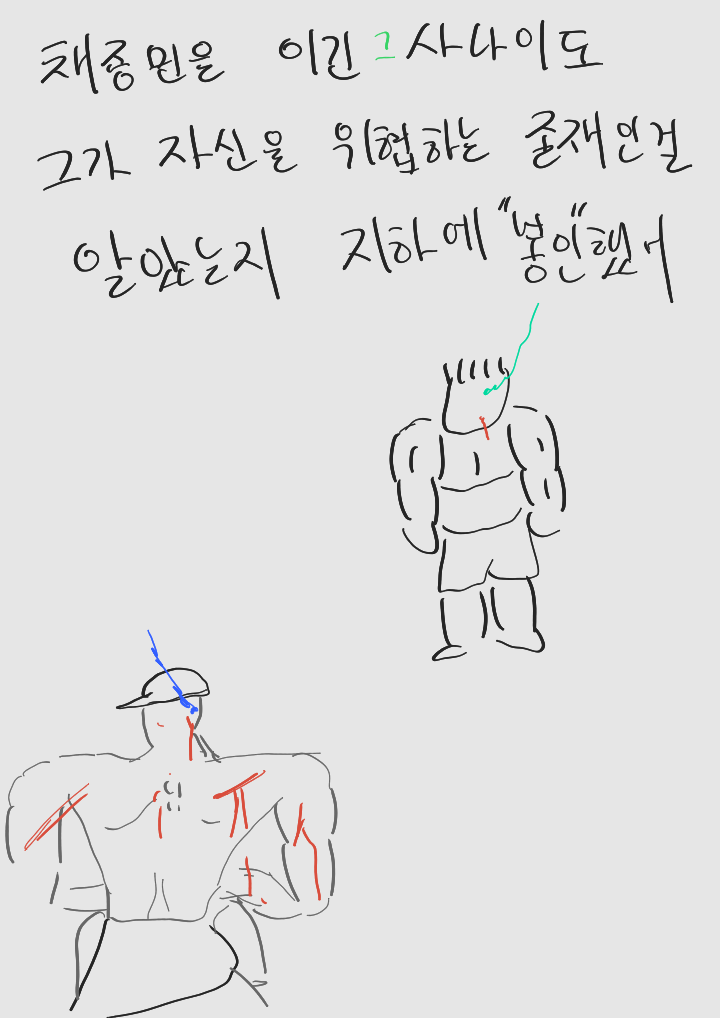 채종민을 이긴 그 사나이도
그가 자신을 위협하는 존재인걸
알았는지 지하에 "봉인"했어